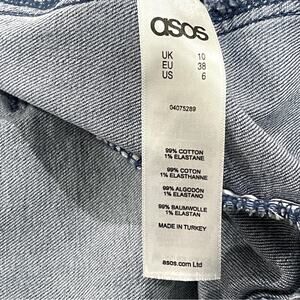 asos
UK 10
EU 38
US 6
04075289
99% COTTON
1% ELASTANE
99% COTON
1% ELASTHANNE
99% ALGODÓN
1% ELASTANO
99% BAUMWOLLE
1% ELASTAN
MADE IN TURKEY
asos.com Ltd